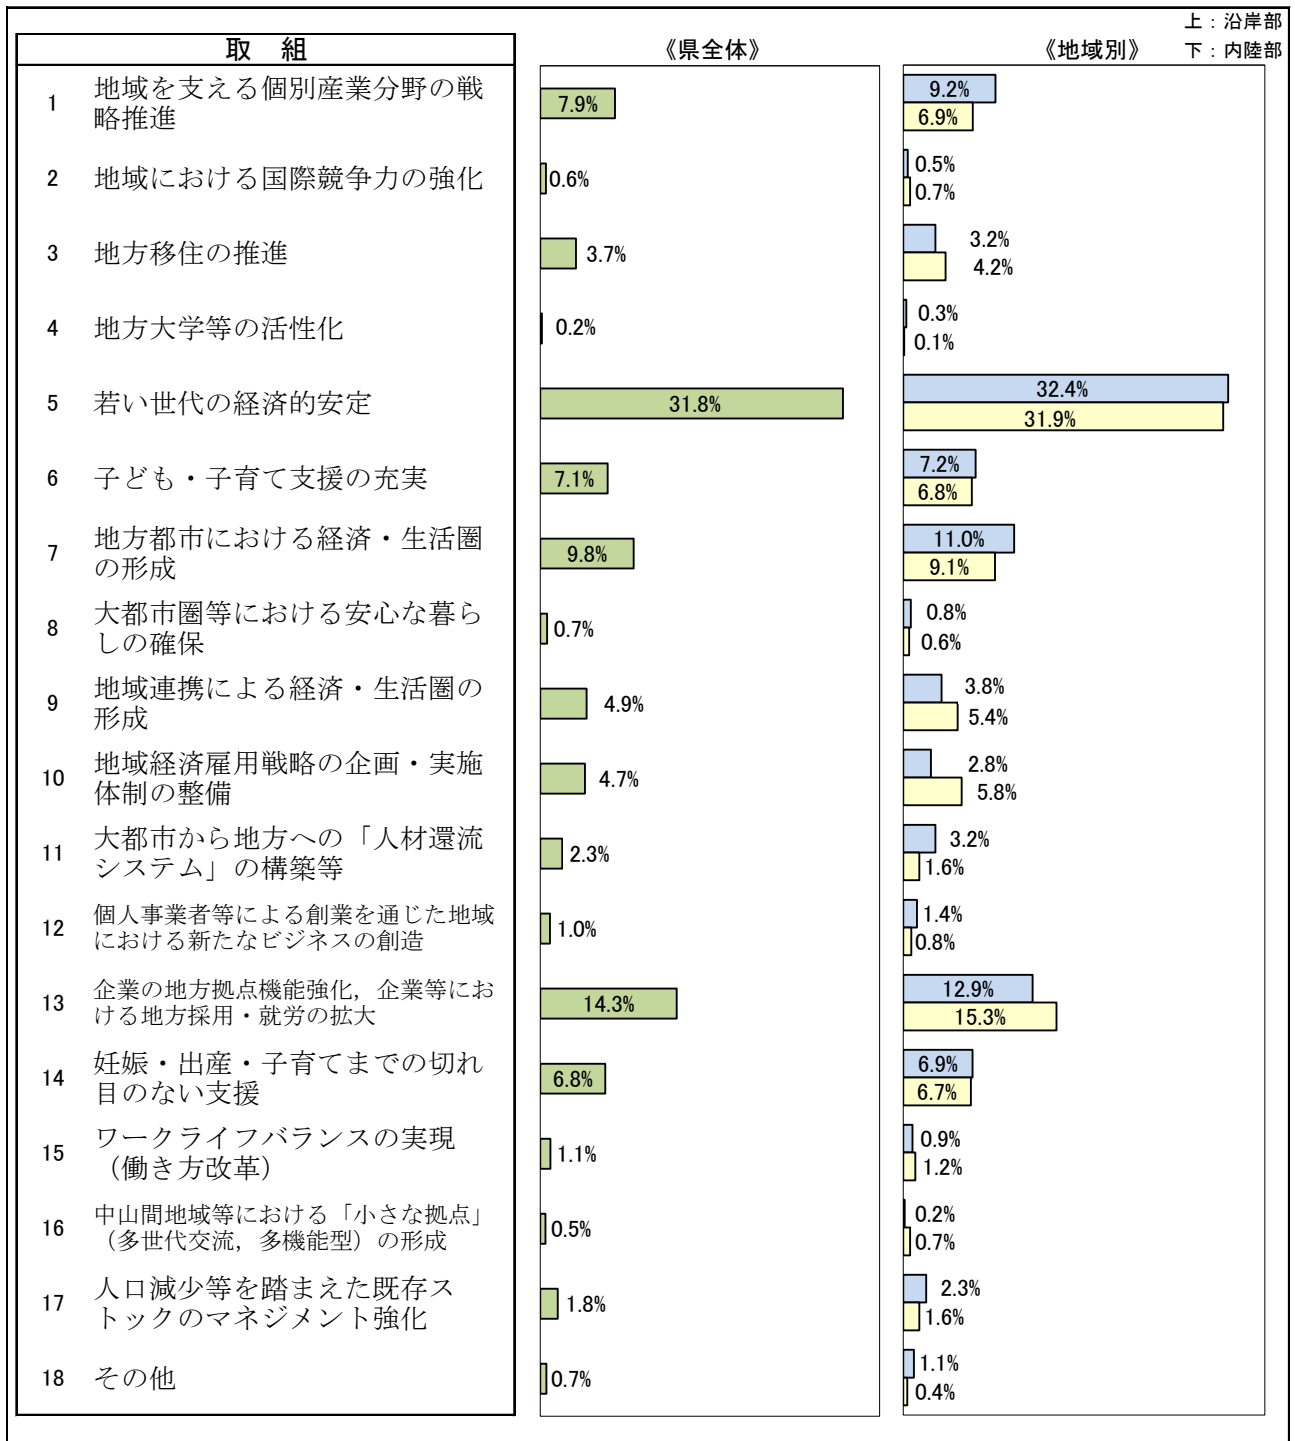 上：沿岸部
取　組
《県全体》
《地域別》
下：内陸部
1
地域を支える個別産業分野の戦
略推進
7.9%
9.2%
6.9%
2
地域における国際競争力の強化
0.6%
0.5%
0.7%
3
地方移住の推進
3.7%
3.2%
4.2%
4
地方大学等の活性化
0.2%
0.3%
0.1%
5
若い世代の経済的安定
31.8%
32.4%
31.9%
6
子ども・子育て支援の充実
7.1%
7.2%
6.8%
7
地方都市における経済・生活圏
の形成
9.8%
11.0%
9.1%
8
大都市圏等における安心な暮ら
しの確保
0.7%
0.8%
0.6%
9
地域連携による経済・生活圏の
形成
4.9%
3.8%
5.4%
10
地域経済雇用戦略の企画・実施
体制の整備
4.7%
2.8%
5.8%
11
大都市から地方への「人材還流
システム」の構築等
2.3%
3.2%
1.6%
12
個人事業者等による創業を通じた地域
における新たなビジネスの創造
1.0%
1.4%
0.8%
13
企業の地方拠点機能強化，企業等にお
ける地方採用・就労の拡大
14.3%
12.9%
15.3%
14
妊娠・出産・子育てまでの切れ
目のない支援
6.8%
6.9%
6.7%
15
ワークライフバランスの実現
（働き方改革）
1.1%
0.9%
1.2%
16
中山間地域等における「小さな拠点」
（多世代交流，多機能型）の形成
0.5%
0.2%
0.7%
17
人口減少等を踏まえた既存ス
トックのマネジメント強化
1.8%
2.3%
1.6%
18
その他
0.7%
1.1%
0.4%